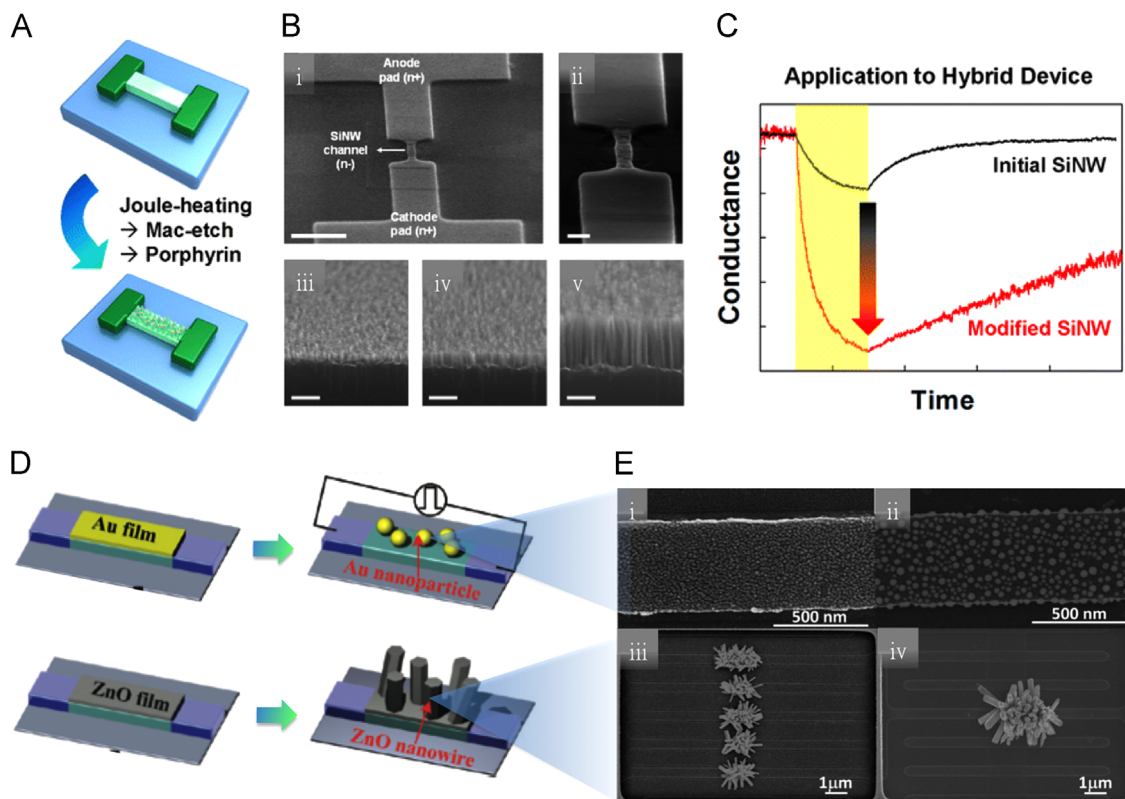 A
Joule-heating
→ Mac-etch
→ Porphyrin
B
i
Anode
pad (n+)
SiNW
channel
(n-)
Cathode
pad (n+)
ii
iii
iv
v
C
Application to Hybrid Device
Conductance
Initial SiNW
Modified SiNW
Time
D
Au film
Au nanoparticle
ZnO film
ZnO nanowire
E
i
500 nm
ii
500 nm
iii
1μm
iv
1μm